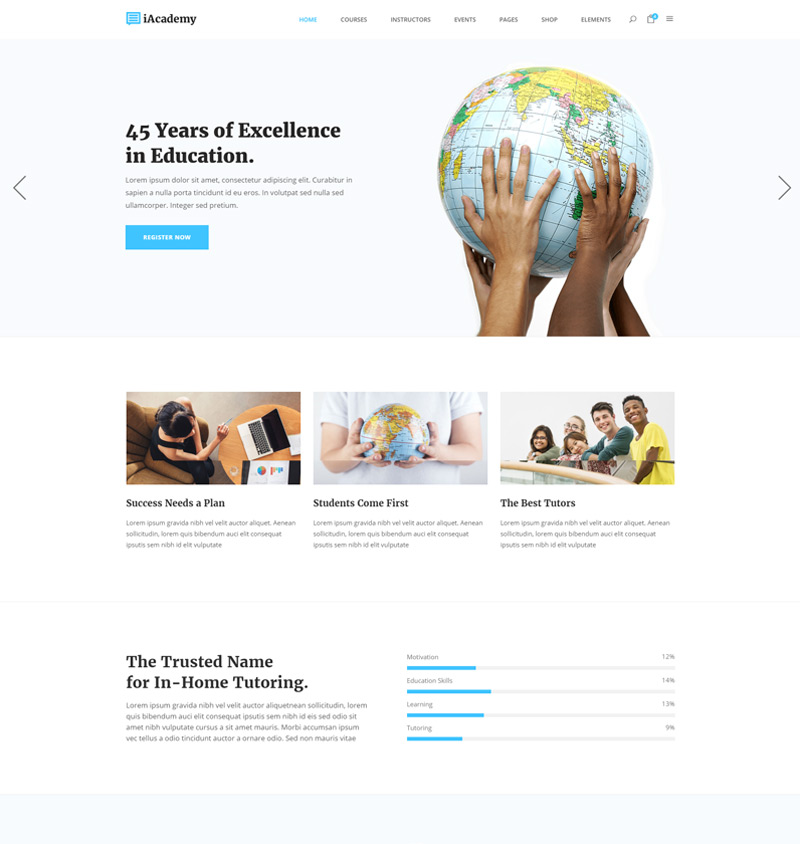 iAcademy
HOME COURSES INSTRUCTORS EVENTS PAGES SHOP ELEMENTS
45 Years of Excellence
in Education.
Lorem ipsum dolor sit amet, consectetur adipiscing elit. Curabitur in
sapien a nulla porta tincidunt id eu eros. In volutpat sed nulla sed
ullamcorper. Integer sed pretium.
REGISTER NOW
Success Needs a Plan
Lorem ipsum gravida nibh vel velit auctor aliquet. Aenean
sollicitudin, lorem quis bibendum auci elit consequat
ipsutis sem nibh id elit vulputate
Students Come First
Lorem ipsum gravida nibh vel velit auctor aliquet. Aenean
sollicitudin, lorem quis bibendum auci elit consequat
ipsutis sem nibh id elit vulputate
The Best Tutors
Lorem ipsum gravida nibh vel velit auctor aliquet. Aenean
sollicitudin, lorem quis bibendum auci elit consequat
ipsutis sem nibh id elit vulputate
The Trusted Name
for In-Home Tutoring.
Lorem ipsum gravida nibh vel velit auctor aliquetnean sollicitudin, lorem
quis bibendum auci elit consequat ipsutis sem nibh id eis sed odio sit
amet nibh vulputate cursus a sit amet mauris. Morbi accumsan ipsum
vec tellus a odio tincidunt auctor a ornare odio. Sed non mauris vitae
Motivation 12%
Education Skills 14%
Learning 13%
Tutoring 9%